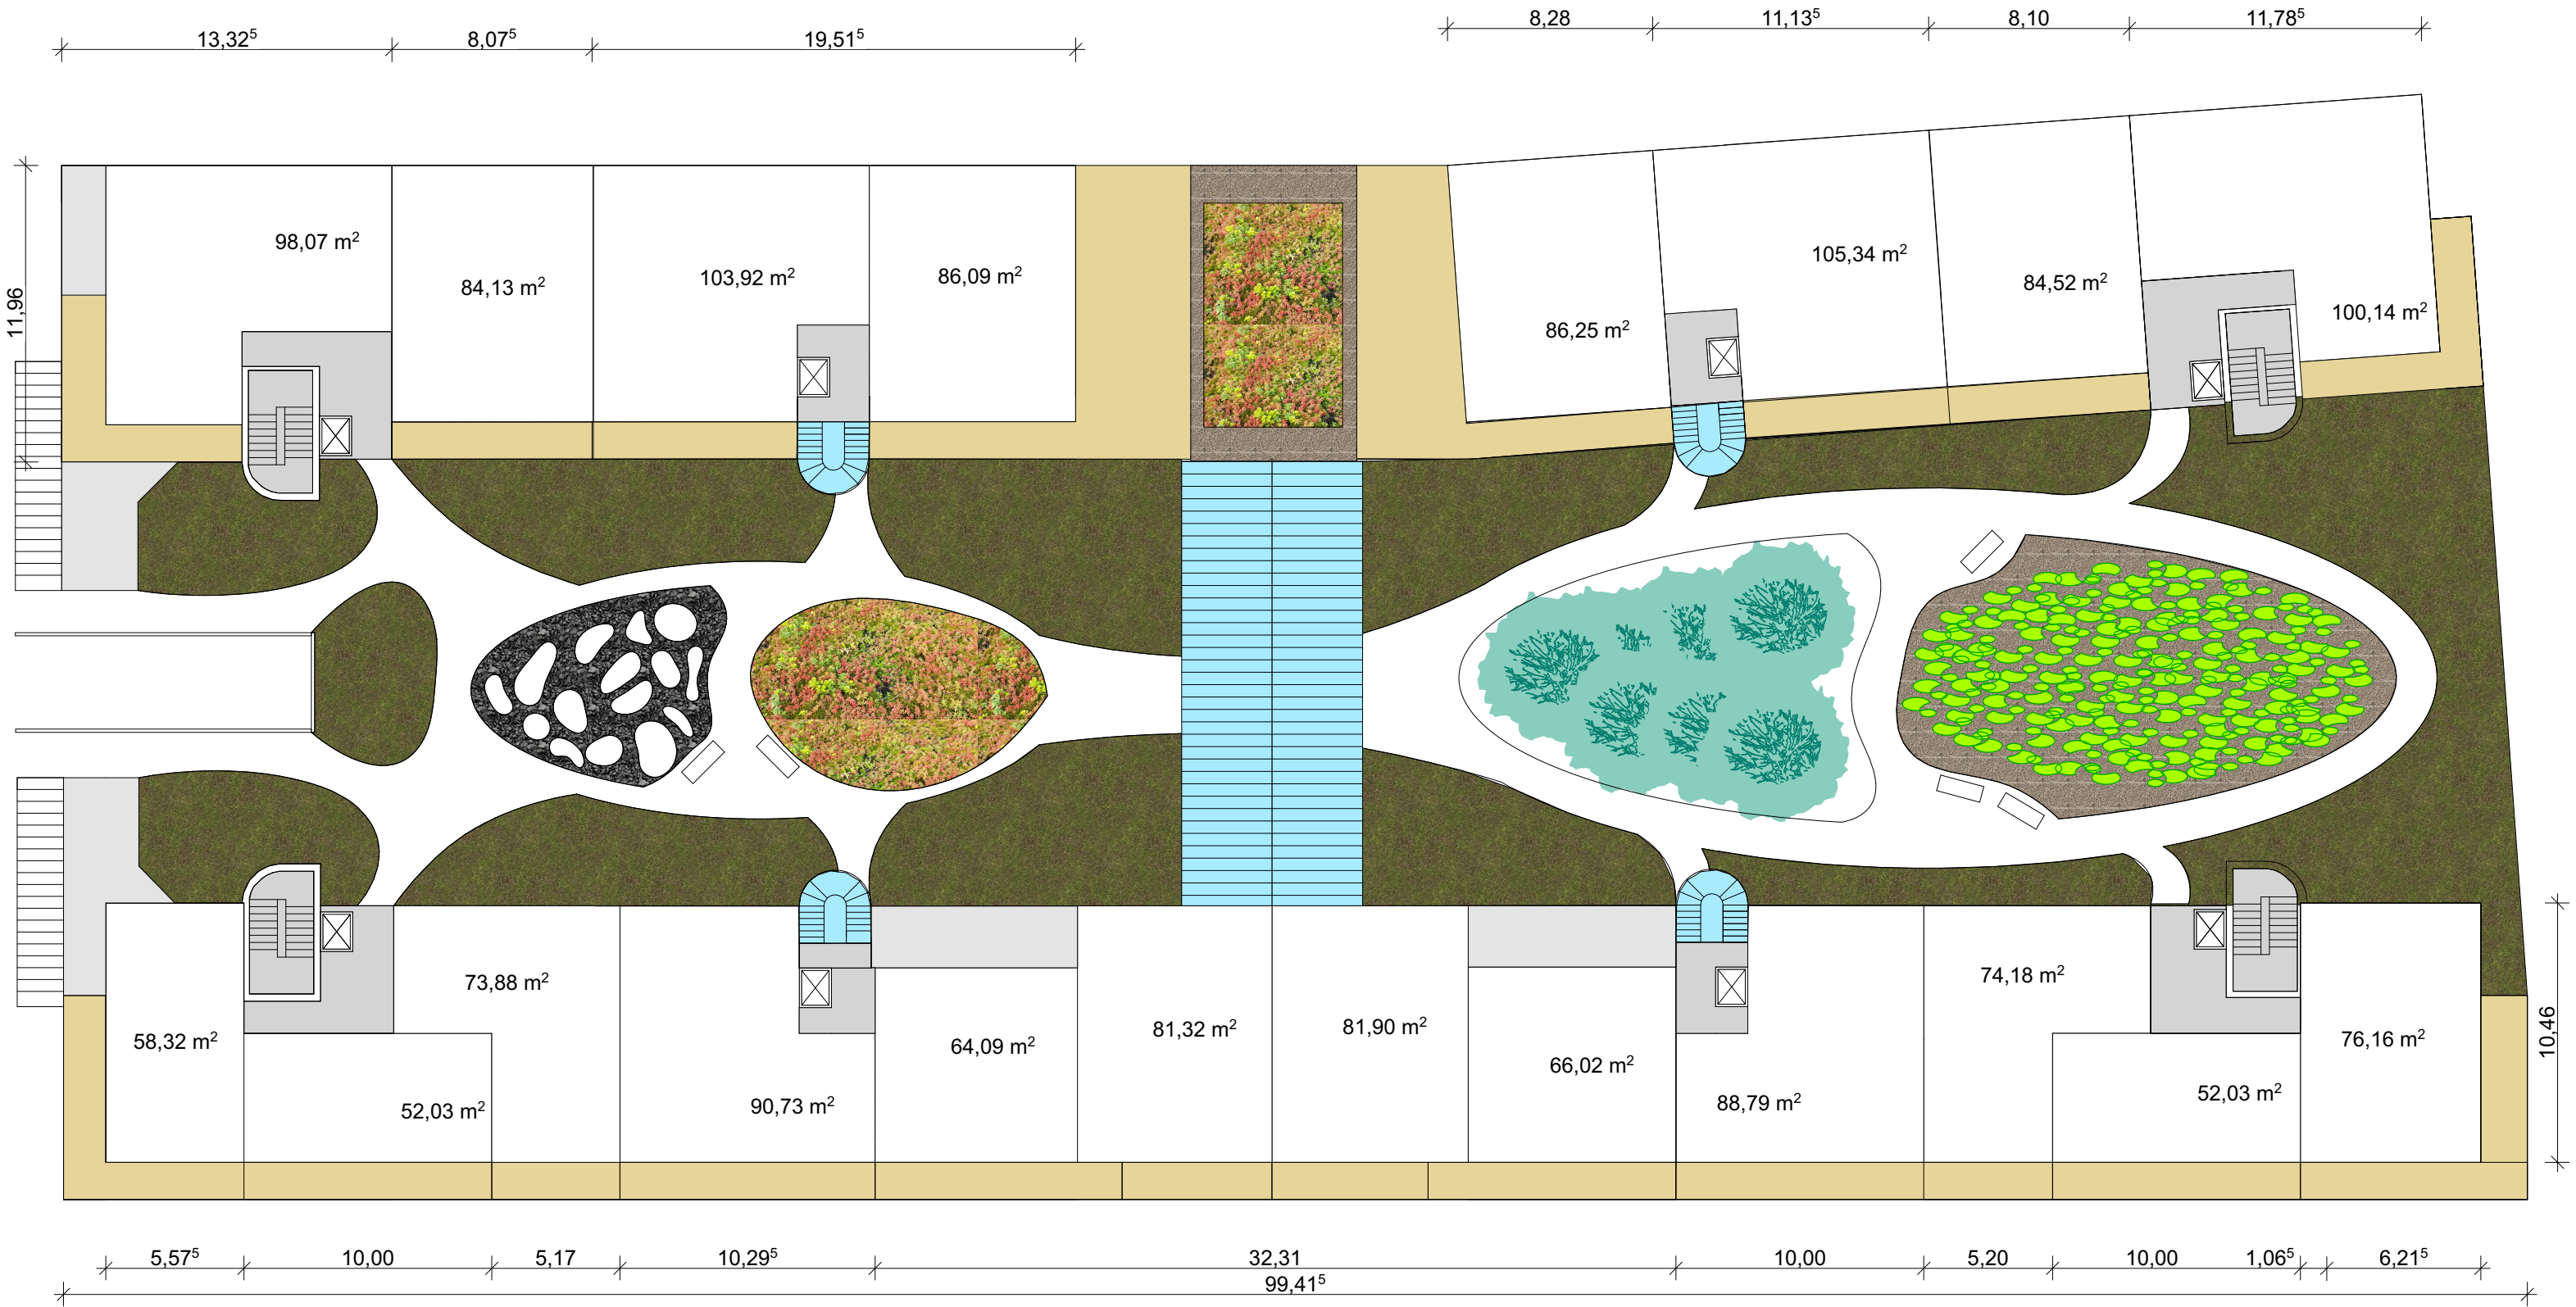 8,28 11,13⁵ 8,10 11,78⁵
13,32⁵ 8,07⁵ 19,51⁵
98,07 m²
84,13 m²
103,92 m²
86,09 m²
86,25 m²
105,34 m²
84,52 m²
100,14 m²
11,96
58,32 m²
52,03 m²
73,88 m²
90,73 m²
64,09 m²
81,32 m²
81,90 m²
66,02 m²
88,79 m²
74,18 m²
52,03 m²
76,16 m²
10,46
5,57⁵ 10,00 5,17 10,29⁵ 32,31 10,00 5,20 10,00 1,06⁵ 6,21⁵
99,41⁵